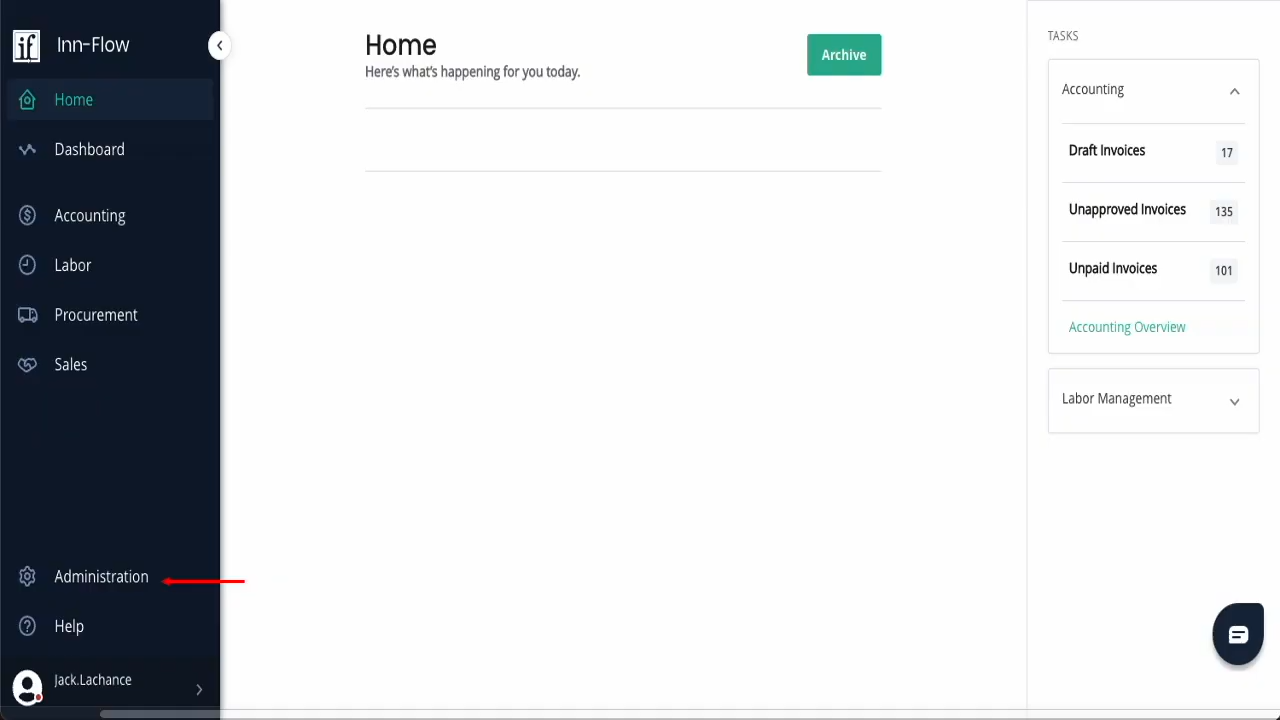 if
Inn-Flow
Home
Dashboard
Accounting
Labor
Procurement
Sales
Administration
Help
Jack.Lachance
Home
Here's what's happening for you today.
Archive
TASKS
Accounting
Draft Invoices 17
Unapproved Invoices 135
Unpaid Invoices 101
Accounting Overview
Labor Management